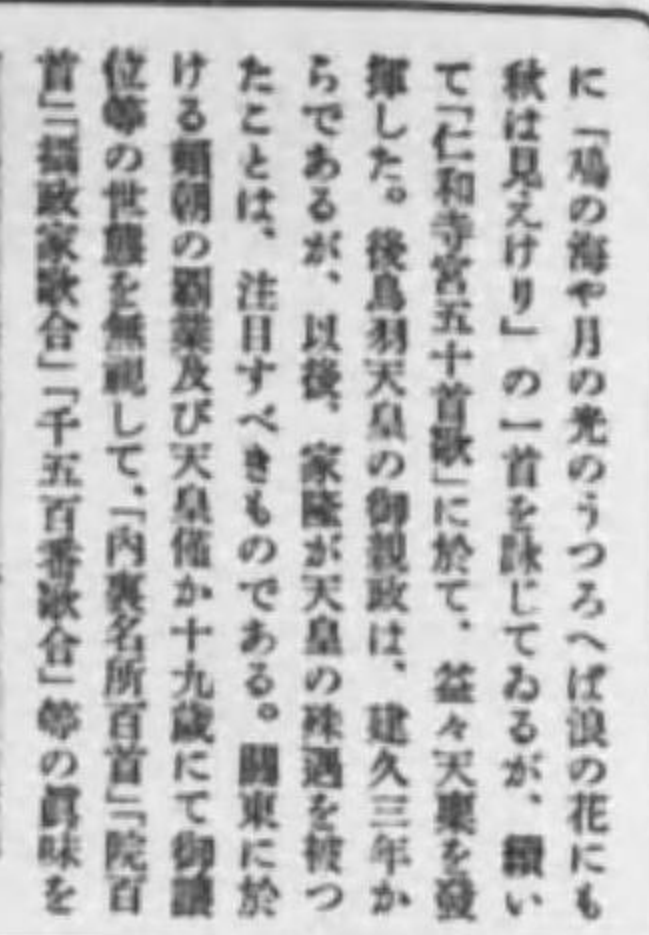 に「鳰の海や月の光のうつろへば浪の花にも
秋は見えけり」の一首を詠じてゐるが、續い
て「仁和寺宮五十首歌」に於て、益々天稟を發
揮した。後鳥羽天皇の御親政は、建久三年か
らであるが、以後、家隆が天皇の殊遇を被つ
たことは、注目すべきものである。關東に於
ける頼朝の覇業及び天皇僅か十九歳にて御讓
位等の世態を無視して、「内裏名所百首」「院百
首」「攝政家歌合」「千五百番歌合」等の眞味を